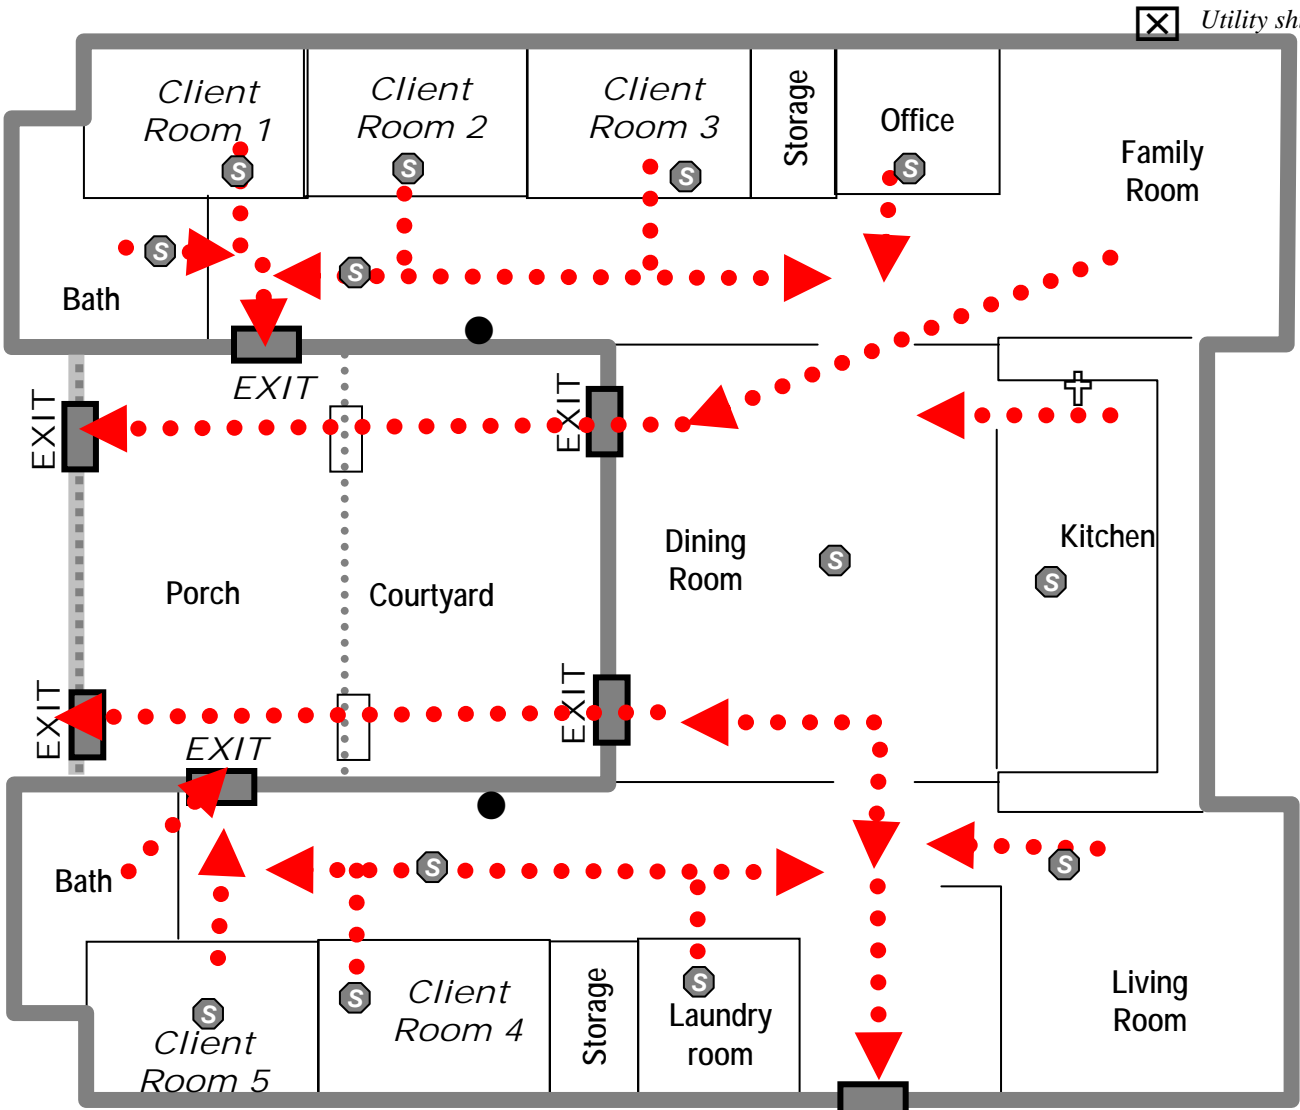 Utility
Client
Room 1
Client
Room 2
Client
Room 3
Storage
Office
Family
Room
S
S
S
S
S
S
Bath
EXIT
EXIT
EXIT
Dining
Room
S
Kitchen
S
Porch
Courtyard
EXIT
EXIT
EXIT
Bath
S
S
S
S
S
Client
Room 5
Client
Room 4
Storage
Laundry
room
Living
Room